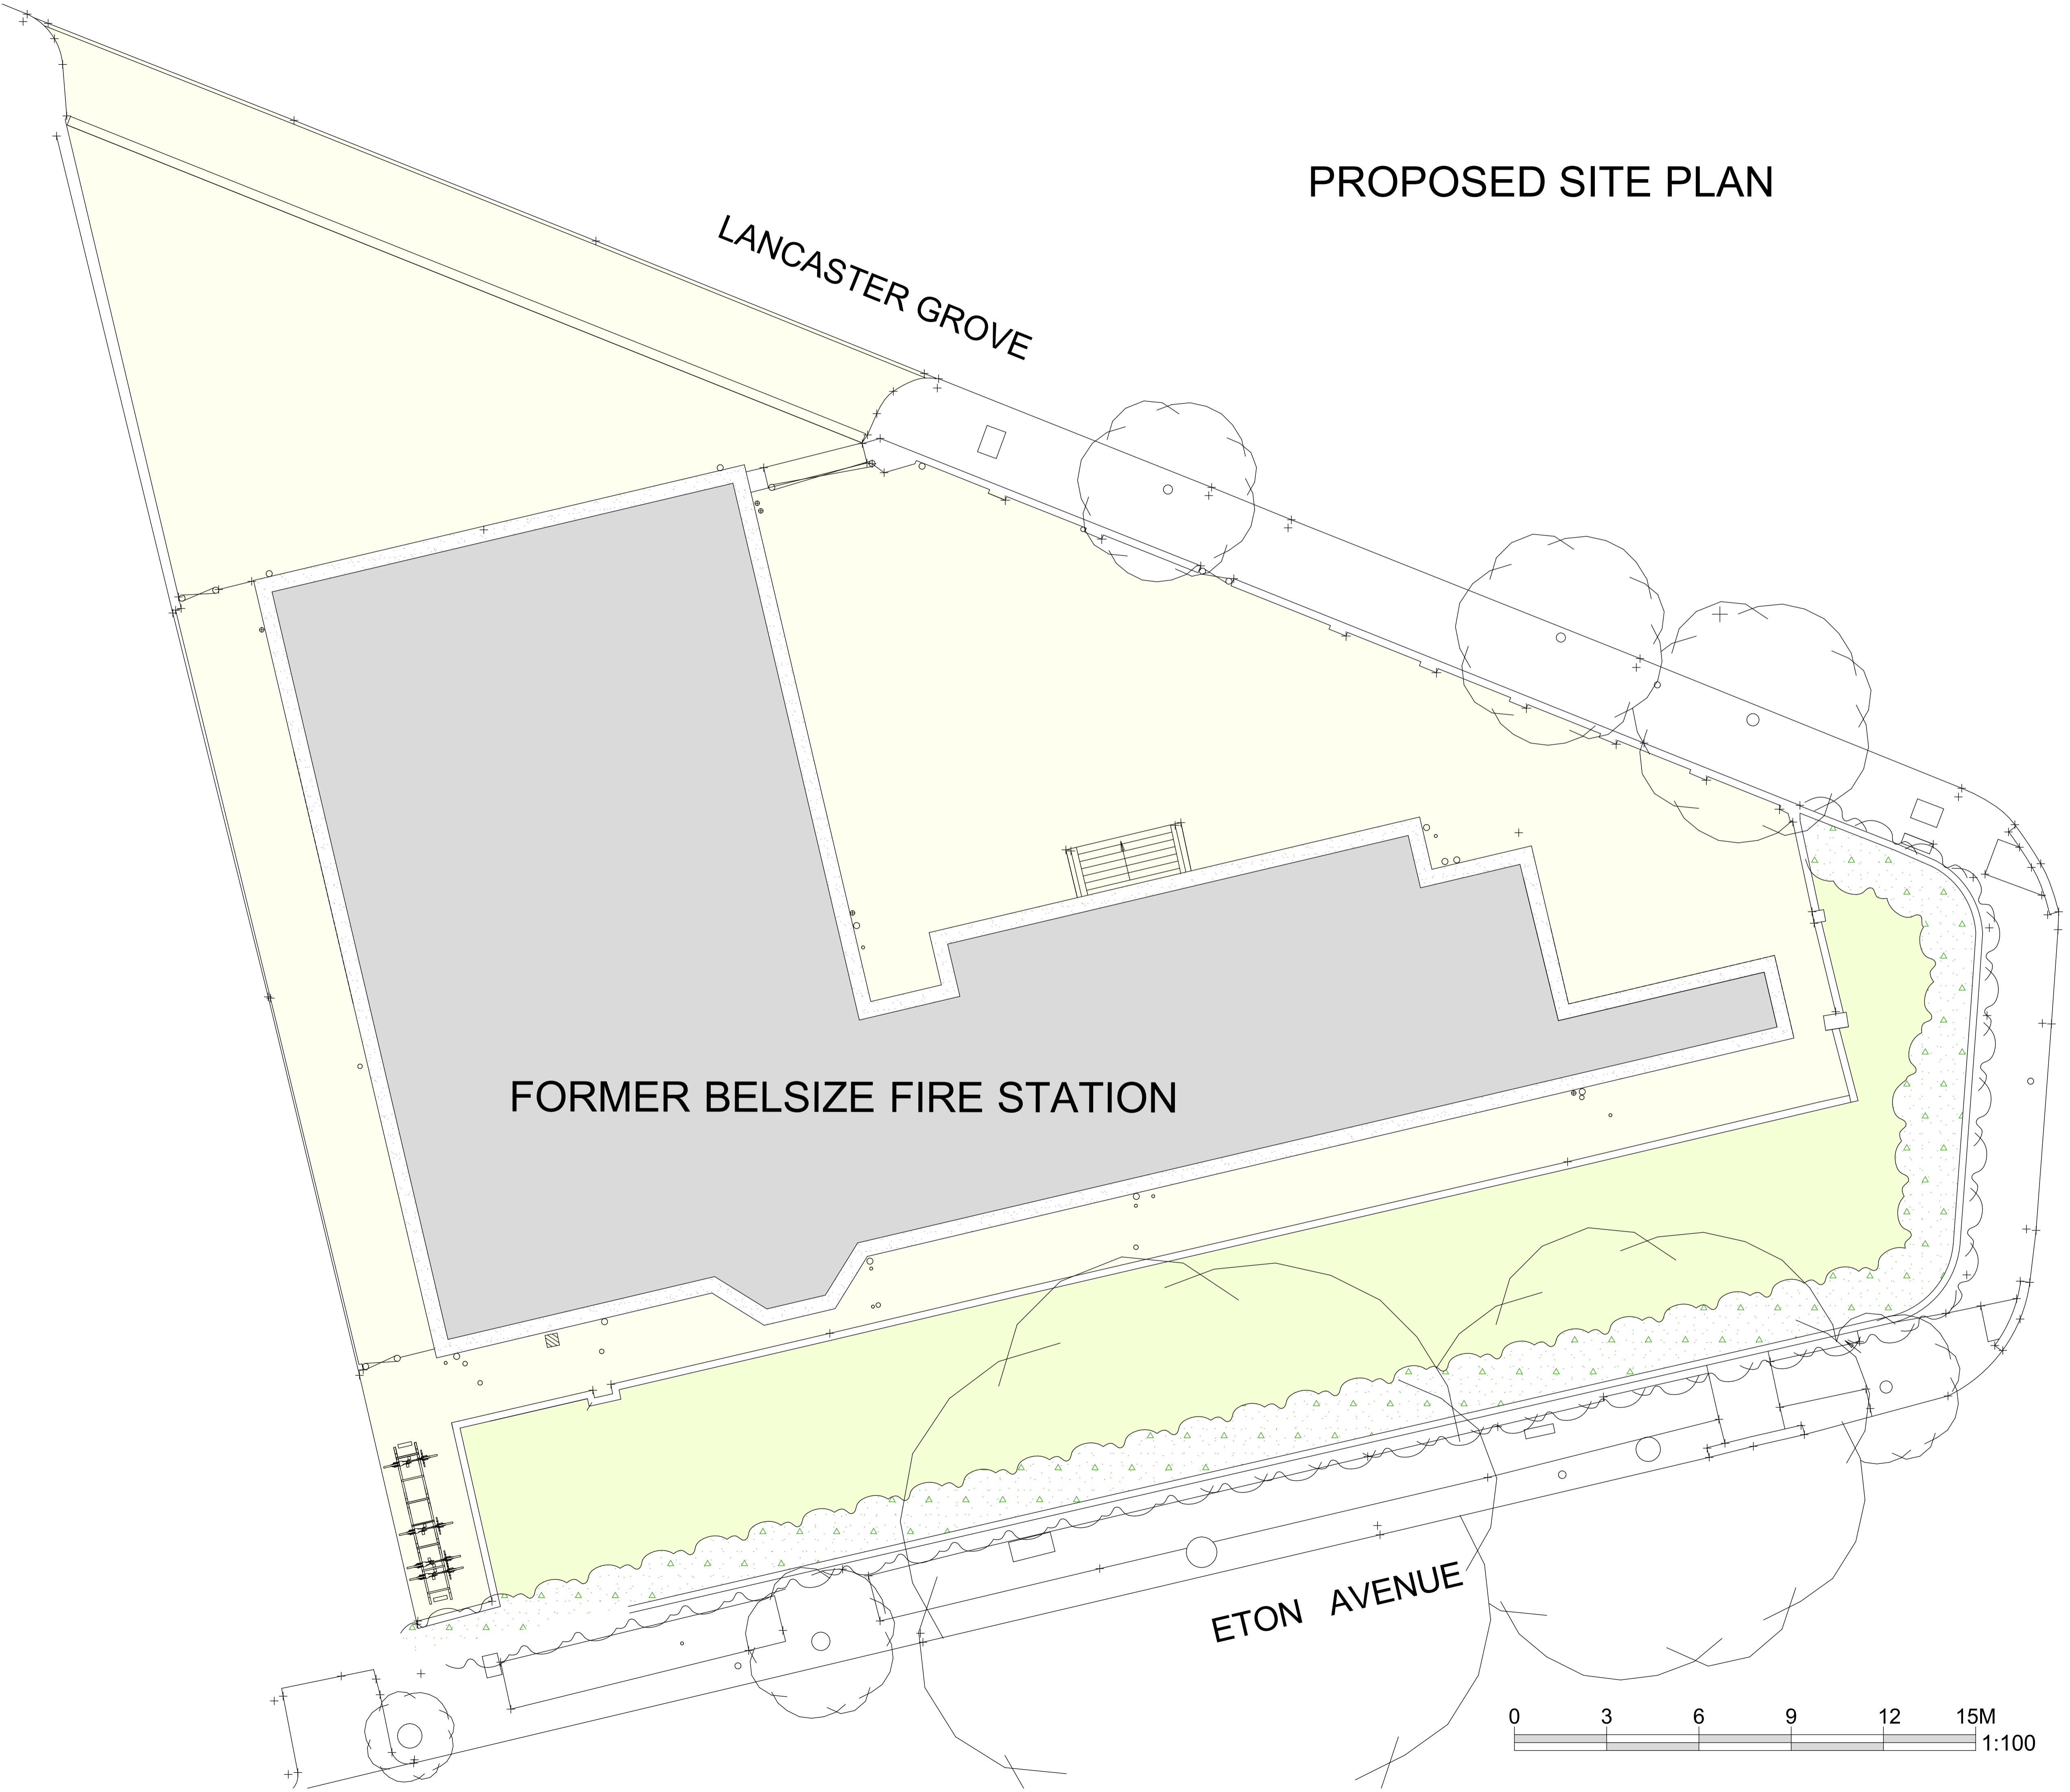 PROPOSED SITE PLAN
LANCASTER GROVE
FORMER BELSIZE FIRE STATION
ETON AVENUE
0 3 6 9 12 15M
1:100